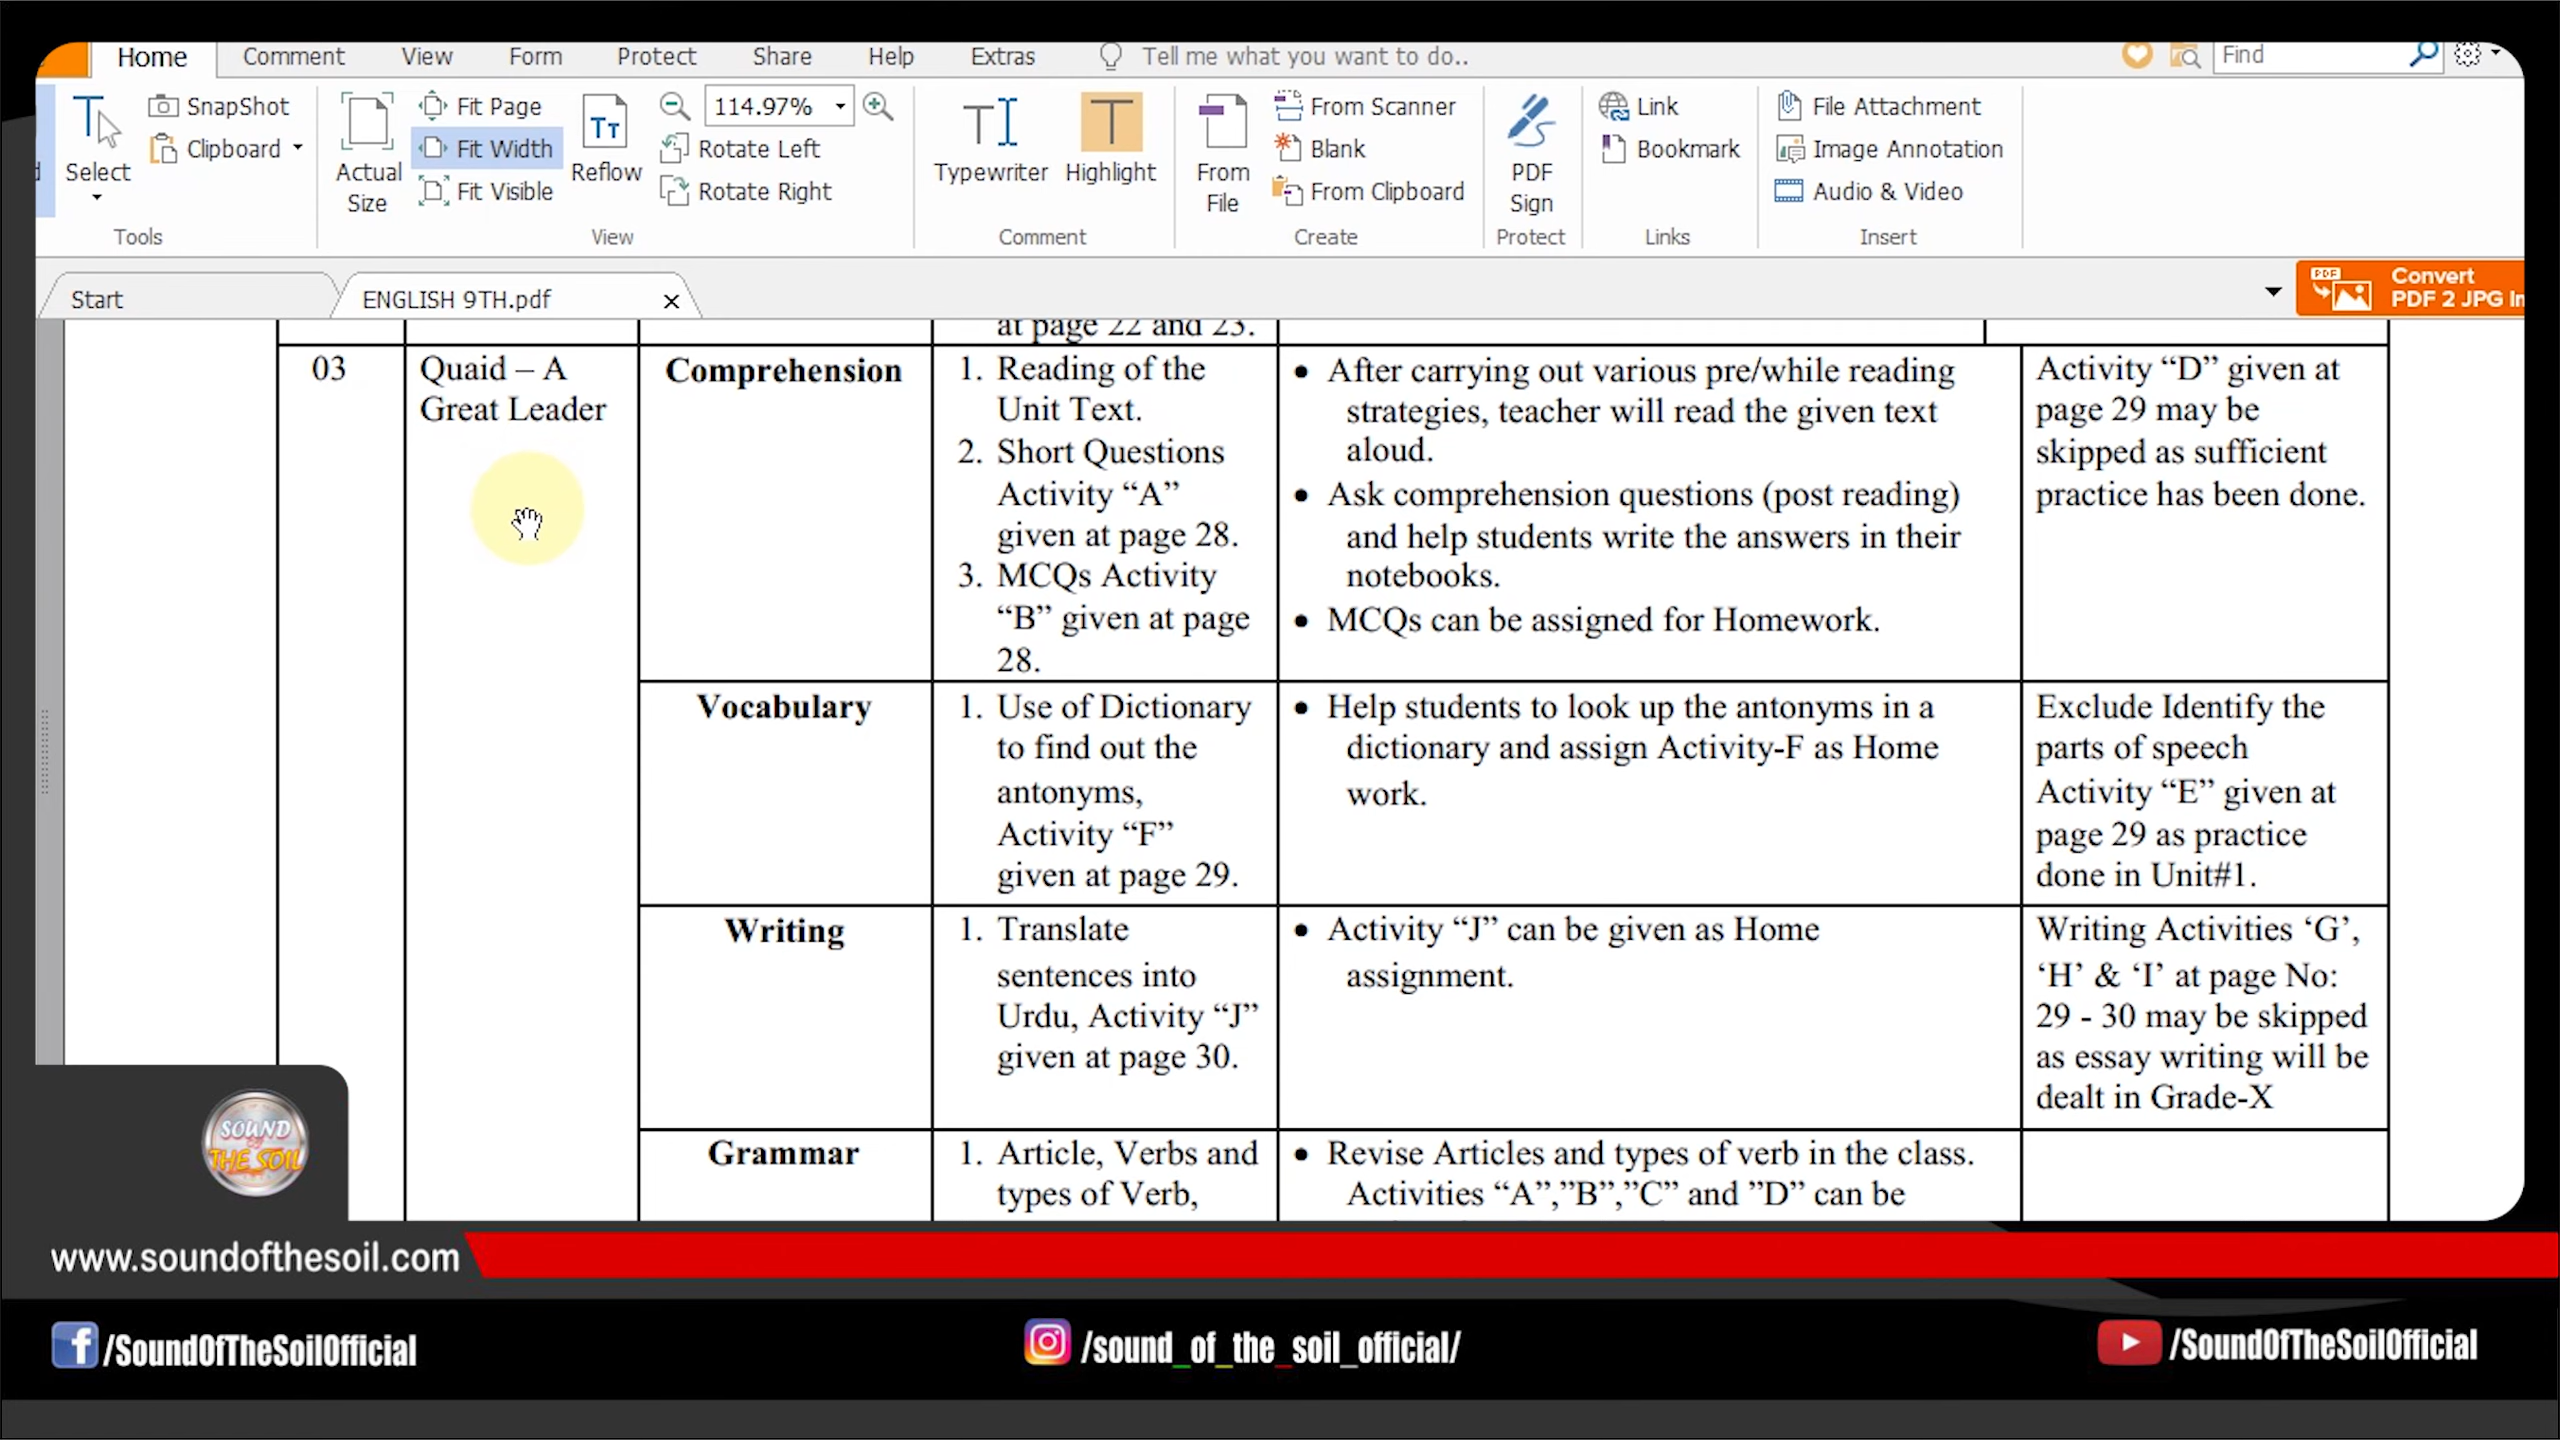 Home Comment View Form Protect Share Help Extras Tell me what you want to do.. Find
Select
SnapShot
Clipboard
Tools
Actual
Size
Fit Page
Fit Width
Fit Visible
Reflow
114.97%
Rotate Left
Rotate Right
View
Typewriter
Highlight
Comment
From
File
From Scanner
Blank
From Clipboard
Create
PDF
Sign
Protect
Link
Bookmark
Links
File Attachment
Image Annotation
Audio & Video
Insert
Start
ENGLISH 9TH.pdf
PDF
Convert
PDF 2 JPG
at page 22 and 23.
03
Quaid – A
Great Leader
Comprehension
1. Reading of the
Unit Text.
2. Short Questions
Activity “A”
given at page 28.
3. MCQs Activity
“B” given at page
28.
• After carrying out various pre/while reading
strategies, teacher will read the given text
aloud.
• Ask comprehension questions (post reading)
and help students write the answers in their
notebooks.
• MCQs can be assigned for Homework.
Activity “D” given at
page 29 may be
skipped as sufficient
practice has been done.
Vocabulary
1. Use of Dictionary
to find out the
antonyms,
Activity “F”
given at page 29.
• Help students to look up the antonyms in a
dictionary and assign Activity-F as Home
work.
Exclude Identify the
parts of speech
Activity “E” given at
page 29 as practice
done in Unit#1.
Writing
1. Translate
sentences into
Urdu, Activity “J”
given at page 30.
• Activity “J” can be given as Home
assignment.
Writing Activities ‘G’,
‘H’ & ‘I’ at page No:
29 - 30 may be skipped
as essay writing will be
dealt in Grade-X
Grammar
1. Article, Verbs and
types of Verb,
• Revise Articles and types of verb in the class.
Activities “A”,”B”,”C” and ”D” can be
SOUND
OF
THE SOIL
www.soundofthesoil.com
/SoundOfTheSoilOfficial
/sound_of_the_soil_official/
/SoundOfTheSoilOfficial